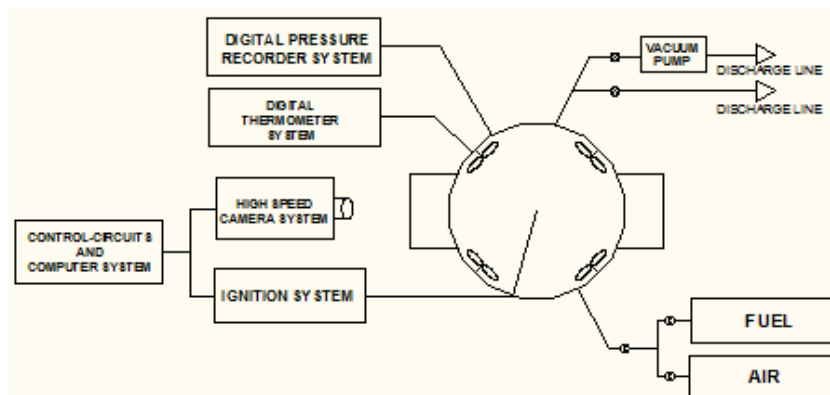 DIGITAL PRESSURE
RECORDER SYSTEM
VACUUM
PUMP
DISCHARGE LINE
DISCHARGE LINE
DIGITAL
THERMOMETER
SYSTEM
HIGH SPEED
CAMERA SYSTEM
CONTROL-CIRCUITS
AND
COMPUTER SYSTEM
IGNITION SYSTEM
FUEL
AIR